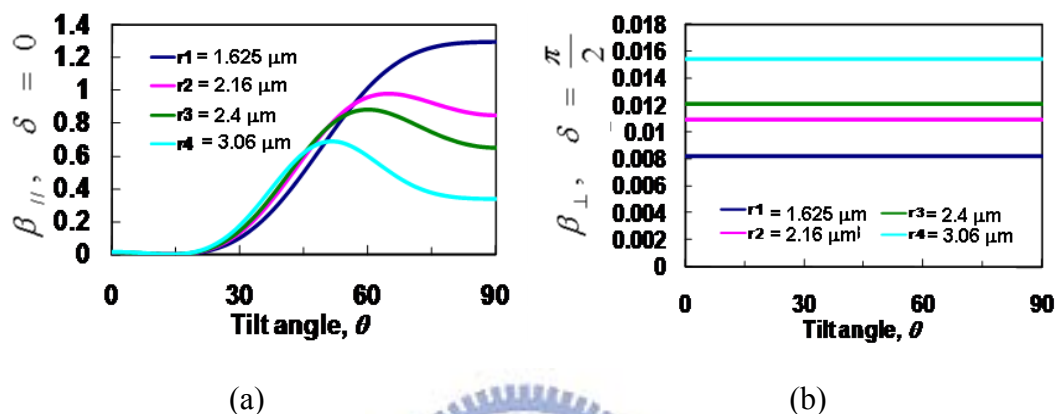 β//, δ = 0
1.4
1.2
1
0.8
0.6
0.4
0.2
0
r1 = 1.625 μm
r2 = 2.16 μm
r3 = 2.4 μm
r4 = 3.06 μm
0 30 60 90
Tilt angle, θ
(a)
β⊥, δ = π/2
0.018
0.016
0.014
0.012
0.01
0.008
0.006
0.004
0.002
0
r1 = 1.625 μm r3 = 2.4 μm
r2 = 2.16 μm r4 = 3.06 μm
0 30 60 90
Tilt angle, θ
(b)